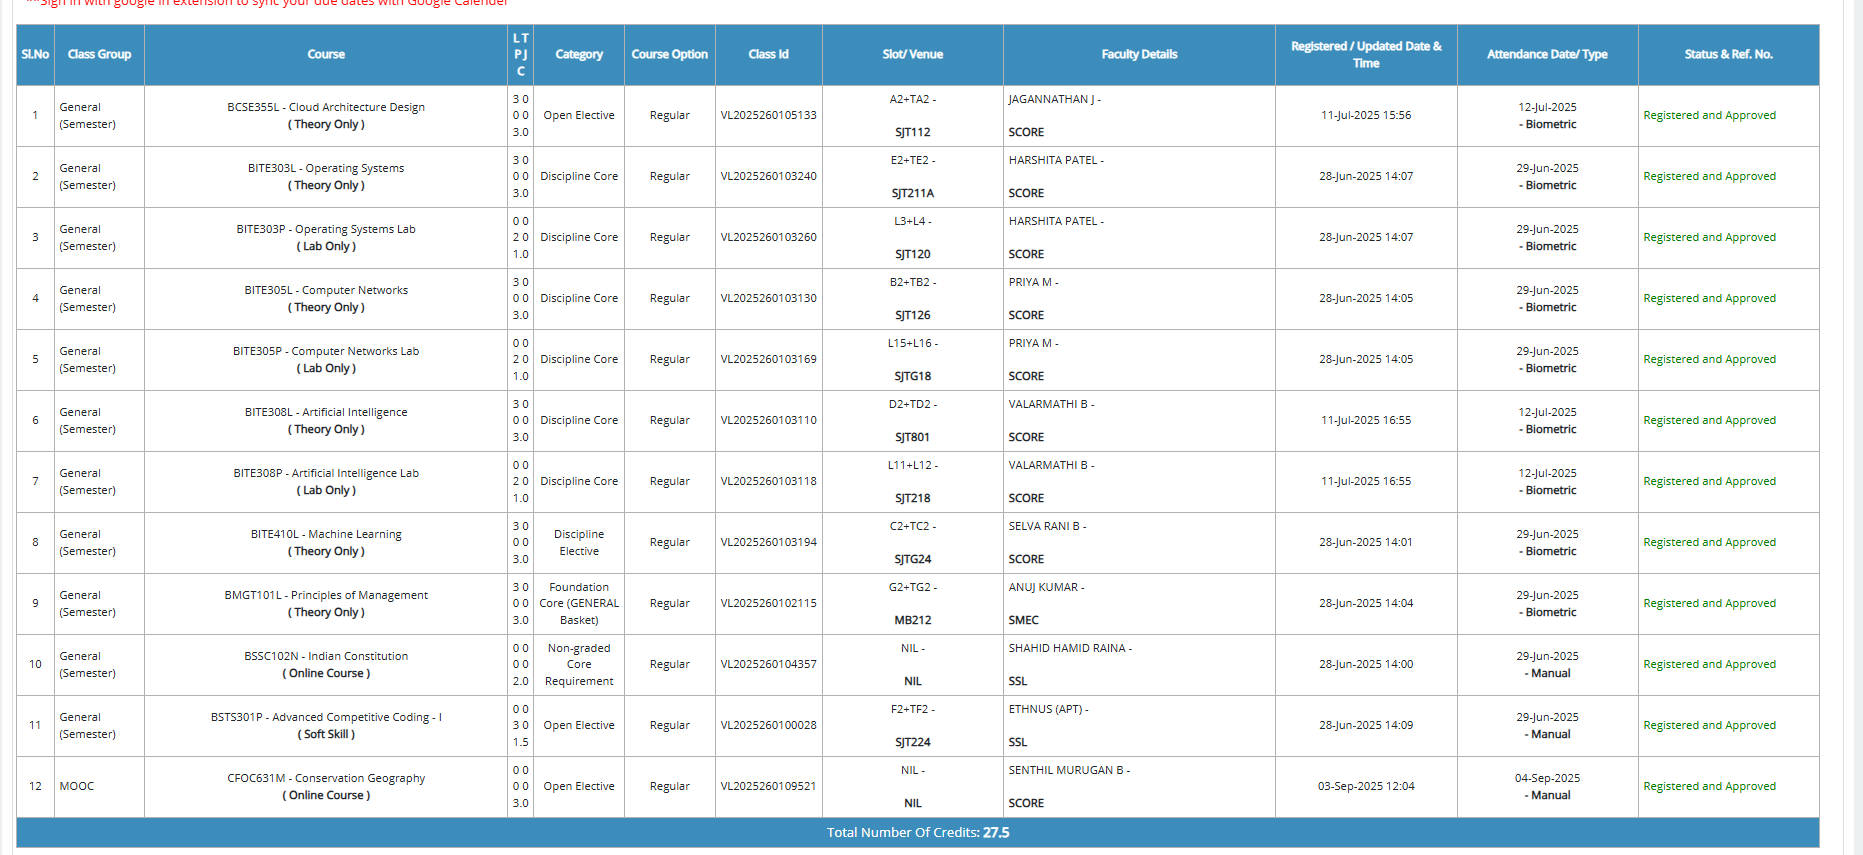 **Sign in with google in extension to sync your due dates with Google Calender
Sl.No Class Group Course L T P J C Category Course Option Class Id Slot/ Venue Faculty Details Registered / Updated Date & Time Attendance Date/ Type Status & Ref. No.
1 General (Semester) BCSE355L - Cloud Architecture Design ( Theory Only ) 3 0 0 0 3.0 Open Elective Regular VL2025260105133 A2+TA2 - SJT112 JAGANNATHAN J - SCORE 11-Jul-2025 15:56 12-Jul-2025 - Biometric Registered and Approved
2 General (Semester) BITE303L - Operating Systems ( Theory Only ) 3 0 0 0 3.0 Discipline Core Regular VL2025260103240 E2+TE2 - SJT211A HARSHITA PATEL - SCORE 28-Jun-2025 14:07 29-Jun-2025 - Biometric Registered and Approved
3 General (Semester) BITE303P - Operating Systems Lab ( Lab Only ) 0 0 2 0 1.0 Discipline Core Regular VL2025260103260 L3+L4 - SJT120 HARSHITA PATEL - SCORE 28-Jun-2025 14:07 29-Jun-2025 - Biometric Registered and Approved
4 General (Semester) BITE305L - Computer Networks ( Theory Only ) 3 0 0 0 3.0 Discipline Core Regular VL2025260103130 B2+TB2 - SJT126 PRIYA M - SCORE 28-Jun-2025 14:05 29-Jun-2025 - Biometric Registered and Approved
5 General (Semester) BITE305P - Computer Networks Lab ( Lab Only ) 0 0 2 0 1.0 Discipline Core Regular VL2025260103169 L15+L16 - SJTG18 PRIYA M - SCORE 28-Jun-2025 14:05 29-Jun-2025 - Biometric Registered and Approved
6 General (Semester) BITE308L - Artificial Intelligence ( Theory Only ) 3 0 0 0 3.0 Discipline Core Regular VL2025260103110 D2+TD2 - SJT801 VALARMATHI B - SCORE 11-Jul-2025 16:55 12-Jul-2025 - Biometric Registered and Approved
7 General (Semester) BITE308P - Artificial Intelligence Lab ( Lab Only ) 0 0 2 0 1.0 Discipline Core Regular VL2025260103118 L11+L12 - SJT218 VALARMATHI B - SCORE 11-Jul-2025 16:55 12-Jul-2025 - Biometric Registered and Approved
8 General (Semester) BITE410L - Machine Learning ( Theory Only ) 3 0 0 0 3.0 Discipline Elective Regular VL2025260103194 C2+TC2 - SJTG24 SELVA RANI B - SCORE 28-Jun-2025 14:01 29-Jun-2025 - Biometric Registered and Approved
9 General (Semester) BMGT101L - Principles of Management ( Theory Only ) 3 0 0 0 3.0 Foundation Core (GENERAL Basket) Regular VL2025260102115 G2+TG2 - MB212 ANUJ KUMAR - SMEC 28-Jun-2025 14:04 29-Jun-2025 - Biometric Registered and Approved
10 General (Semester) BSSC102N - Indian Constitution ( Online Course ) 0 0 0 0 2.0 Non-graded Core Requirement Regular VL2025260104357 NIL - NIL SHAHID HAMID RAINA - SSL 28-Jun-2025 14:00 29-Jun-2025 - Manual Registered and Approved
11 General (Semester) BSTS301P - Advanced Competitive Coding - I ( Soft Skill ) 0 0 3 0 1.5 Open Elective Regular VL2025260100028 F2+TF2 - SJT224 ETHNUS (APT) - SSL 28-Jun-2025 14:09 29-Jun-2025 - Manual Registered and Approved
12 MOOC CFOC631M - Conservation Geography ( Online Course ) 0 0 0 0 3.0 Open Elective Regular VL2025260109521 NIL - NIL SENTHIL MURUGAN B - SCORE 03-Sep-2025 12:04 04-Sep-2025 - Manual Registered and Approved
Total Number Of Credits: 27.5